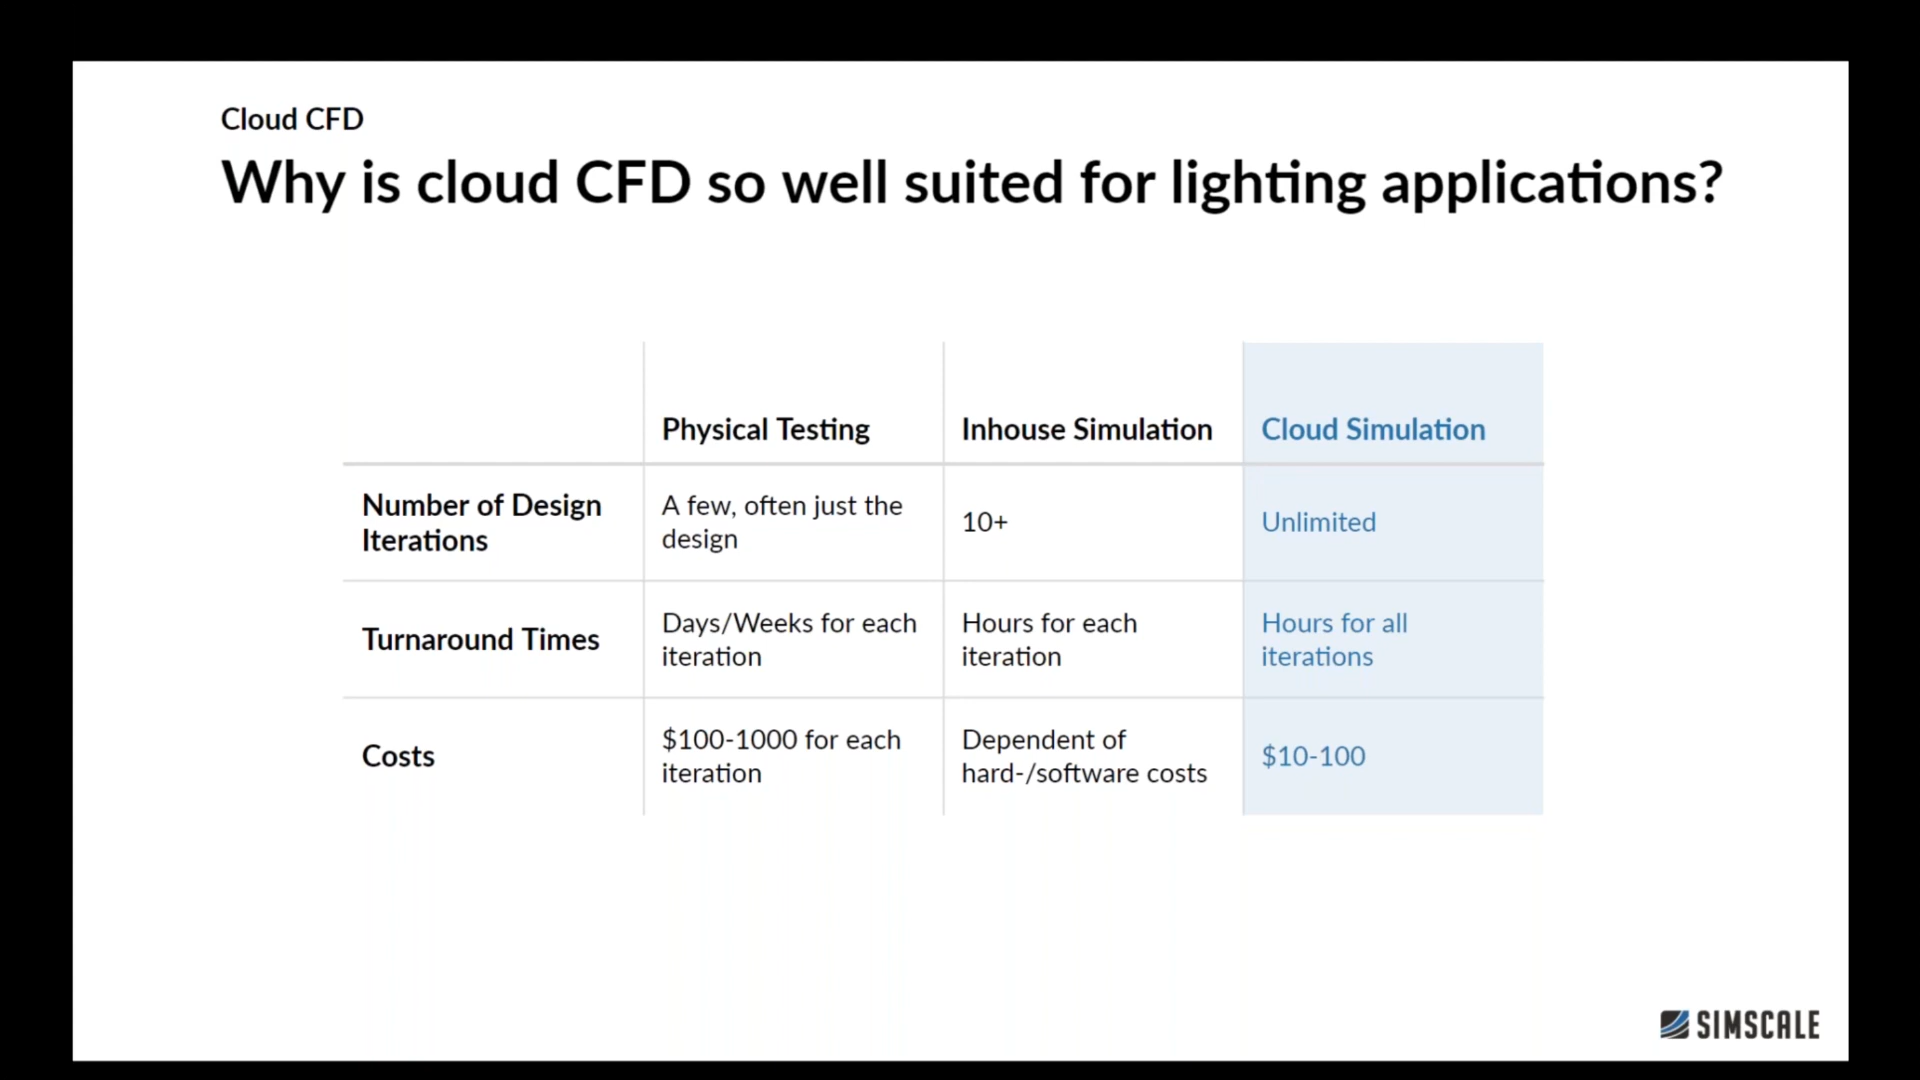 Cloud CFD
Why is cloud CFD so well suited for lighting applications?
Physical Testing
Inhouse Simulation
Cloud Simulation
Number of Design
Iterations
A few, often just the
design
10+
Unlimited
Turnaround Times
Days/Weeks for each
iteration
Hours for each
iteration
Hours for all
iterations
Costs
$100-1000 for each
iteration
Dependent of
hard-/software costs
$10-100
SIMSCALE